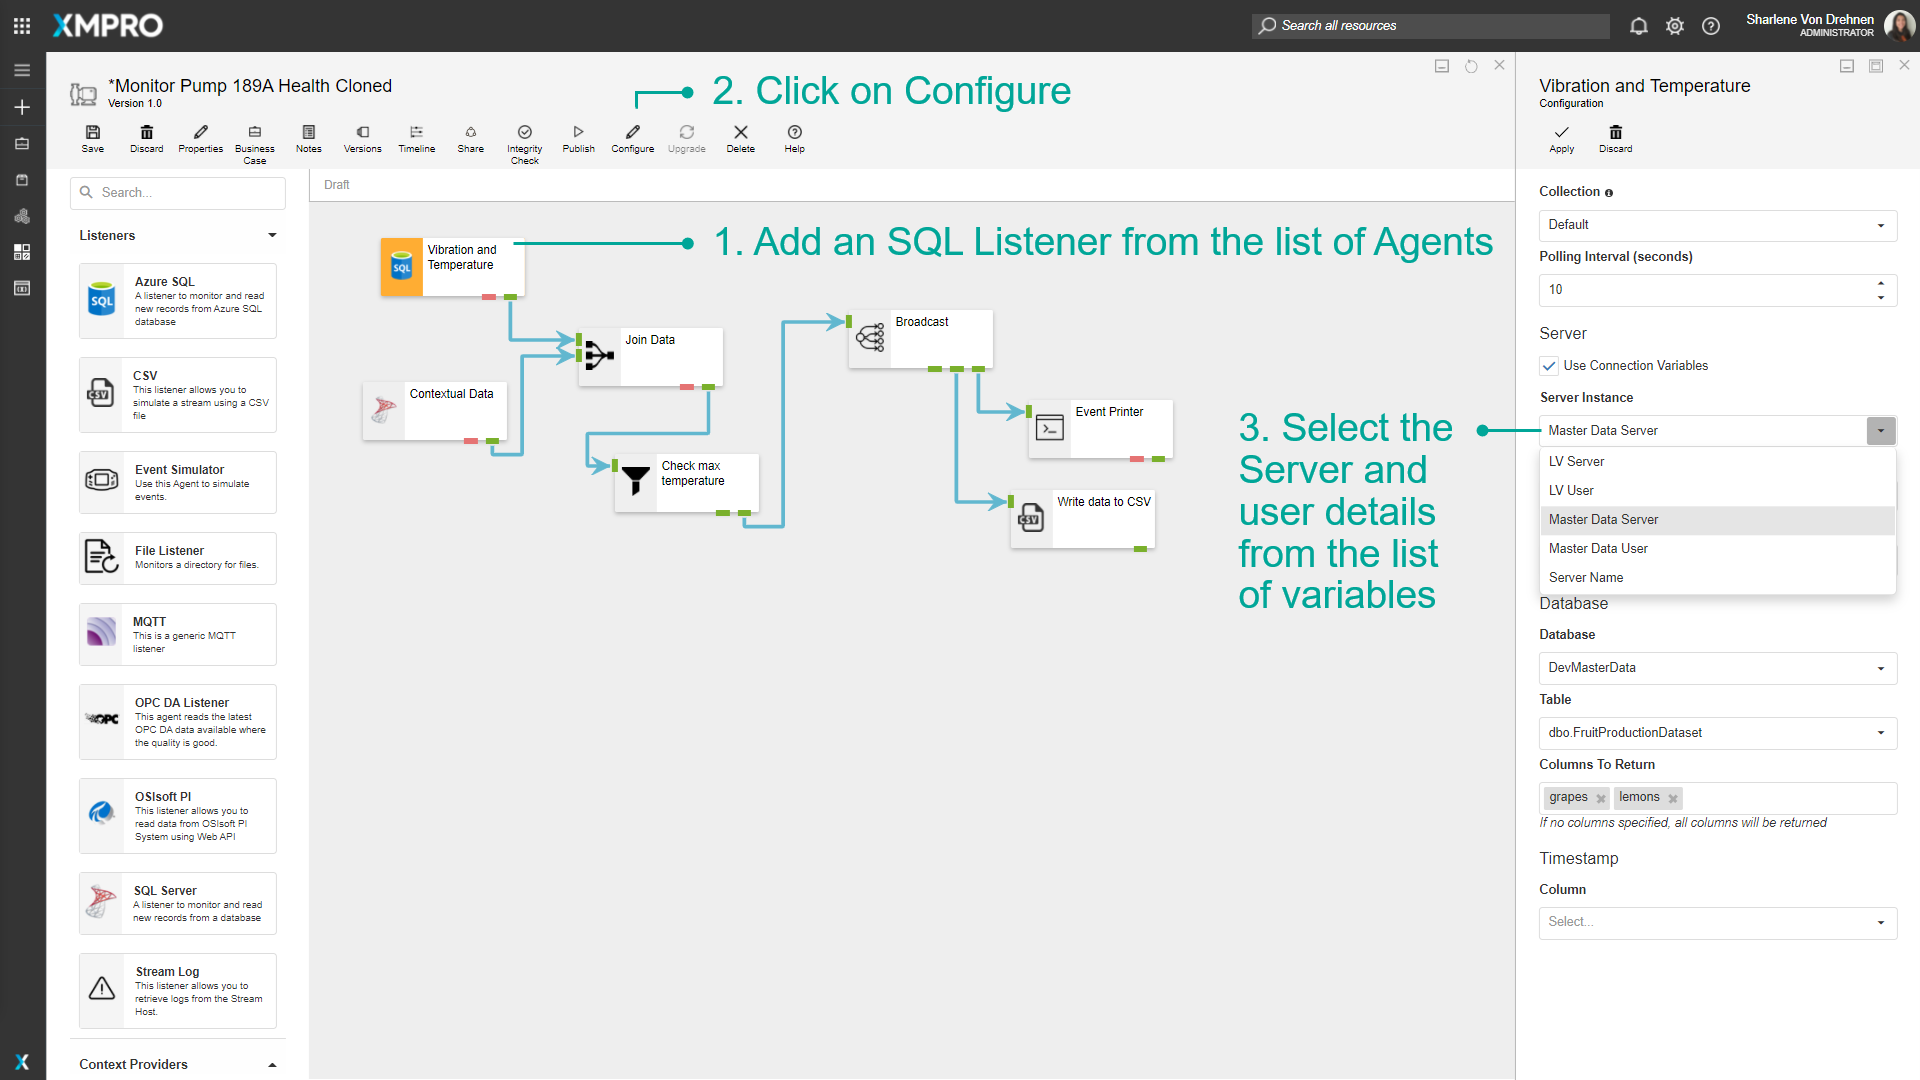 XMPRO
Search all resources
Sharlene Von Drehnen
ADMINISTRATOR
*Monitor Pump 189A Health Cloned
Version 1.0
2. Click on Configure
Save
Discard
Properties
Business
Case
Notes
Versions
Timeline
Share
Integrity
Check
Publish
Configure
Upgrade
Delete
Help
Search...
Listeners
Azure SQL
A listener to monitor and read
new records from Azure SQL
database
CSV
This listener allows you to
simulate a stream using a CSV
file
Event Simulator
Use this Agent to simulate
events.
File Listener
Monitors a directory for files.
MQTT
This is a generic MQTT
listener
OPC DA Listener
This agent reads the latest
OPC DA data available where
the quality is good.
OSIsoft PI
This listener allows you to
read data from OSIsoft PI
System using Web API
SQL Server
A listener to monitor and read
new records from a database
Stream Log
This listener allows you to
retrieve logs from the Stream
Host.
Context Providers
Draft
SQL
Vibration and
Temperature
1. Add an SQL Listener from the list of Agents
Join Data
Contextual Data
Check max
temperature
Broadcast
Event Printer
Write data to CSV
3. Select the
Server and
user details
from the list
of variables
Vibration and Temperature
Configuration
Apply
Discard
Collection
Default
Polling Interval (seconds)
10
Server
Use Connection Variables
Server Instance
Master Data Server
LV Server
LV User
Master Data Server
Master Data User
Server Name
Database
Database
DevMasterData
Table
dbo.FruitProductionDataset
Columns To Return
grapes
lemons
If no columns specified, all columns will be returned
Timestamp
Column
Select...
SQL
CSV
OPC
CSV